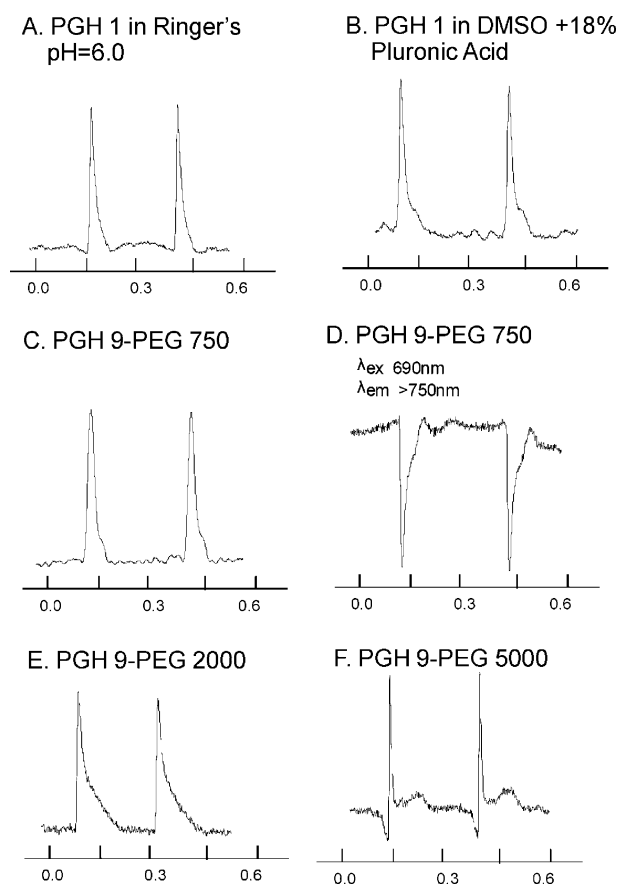 A. PGH 1 in Ringer's
pH=6.0
B. PGH 1 in DMSO +18%
Pluronic Acid
0.0 0.3 0.6
0.0 0.3 0.6
C. PGH 9-PEG 750
D. PGH 9-PEG 750
λex 690nm
λem >750nm
0.0 0.3 0.6
0.0 0.3 0.6
E. PGH 9-PEG 2000
F. PGH 9-PEG 5000
0.0 0.3 0.6
0.0 0.3 0.6